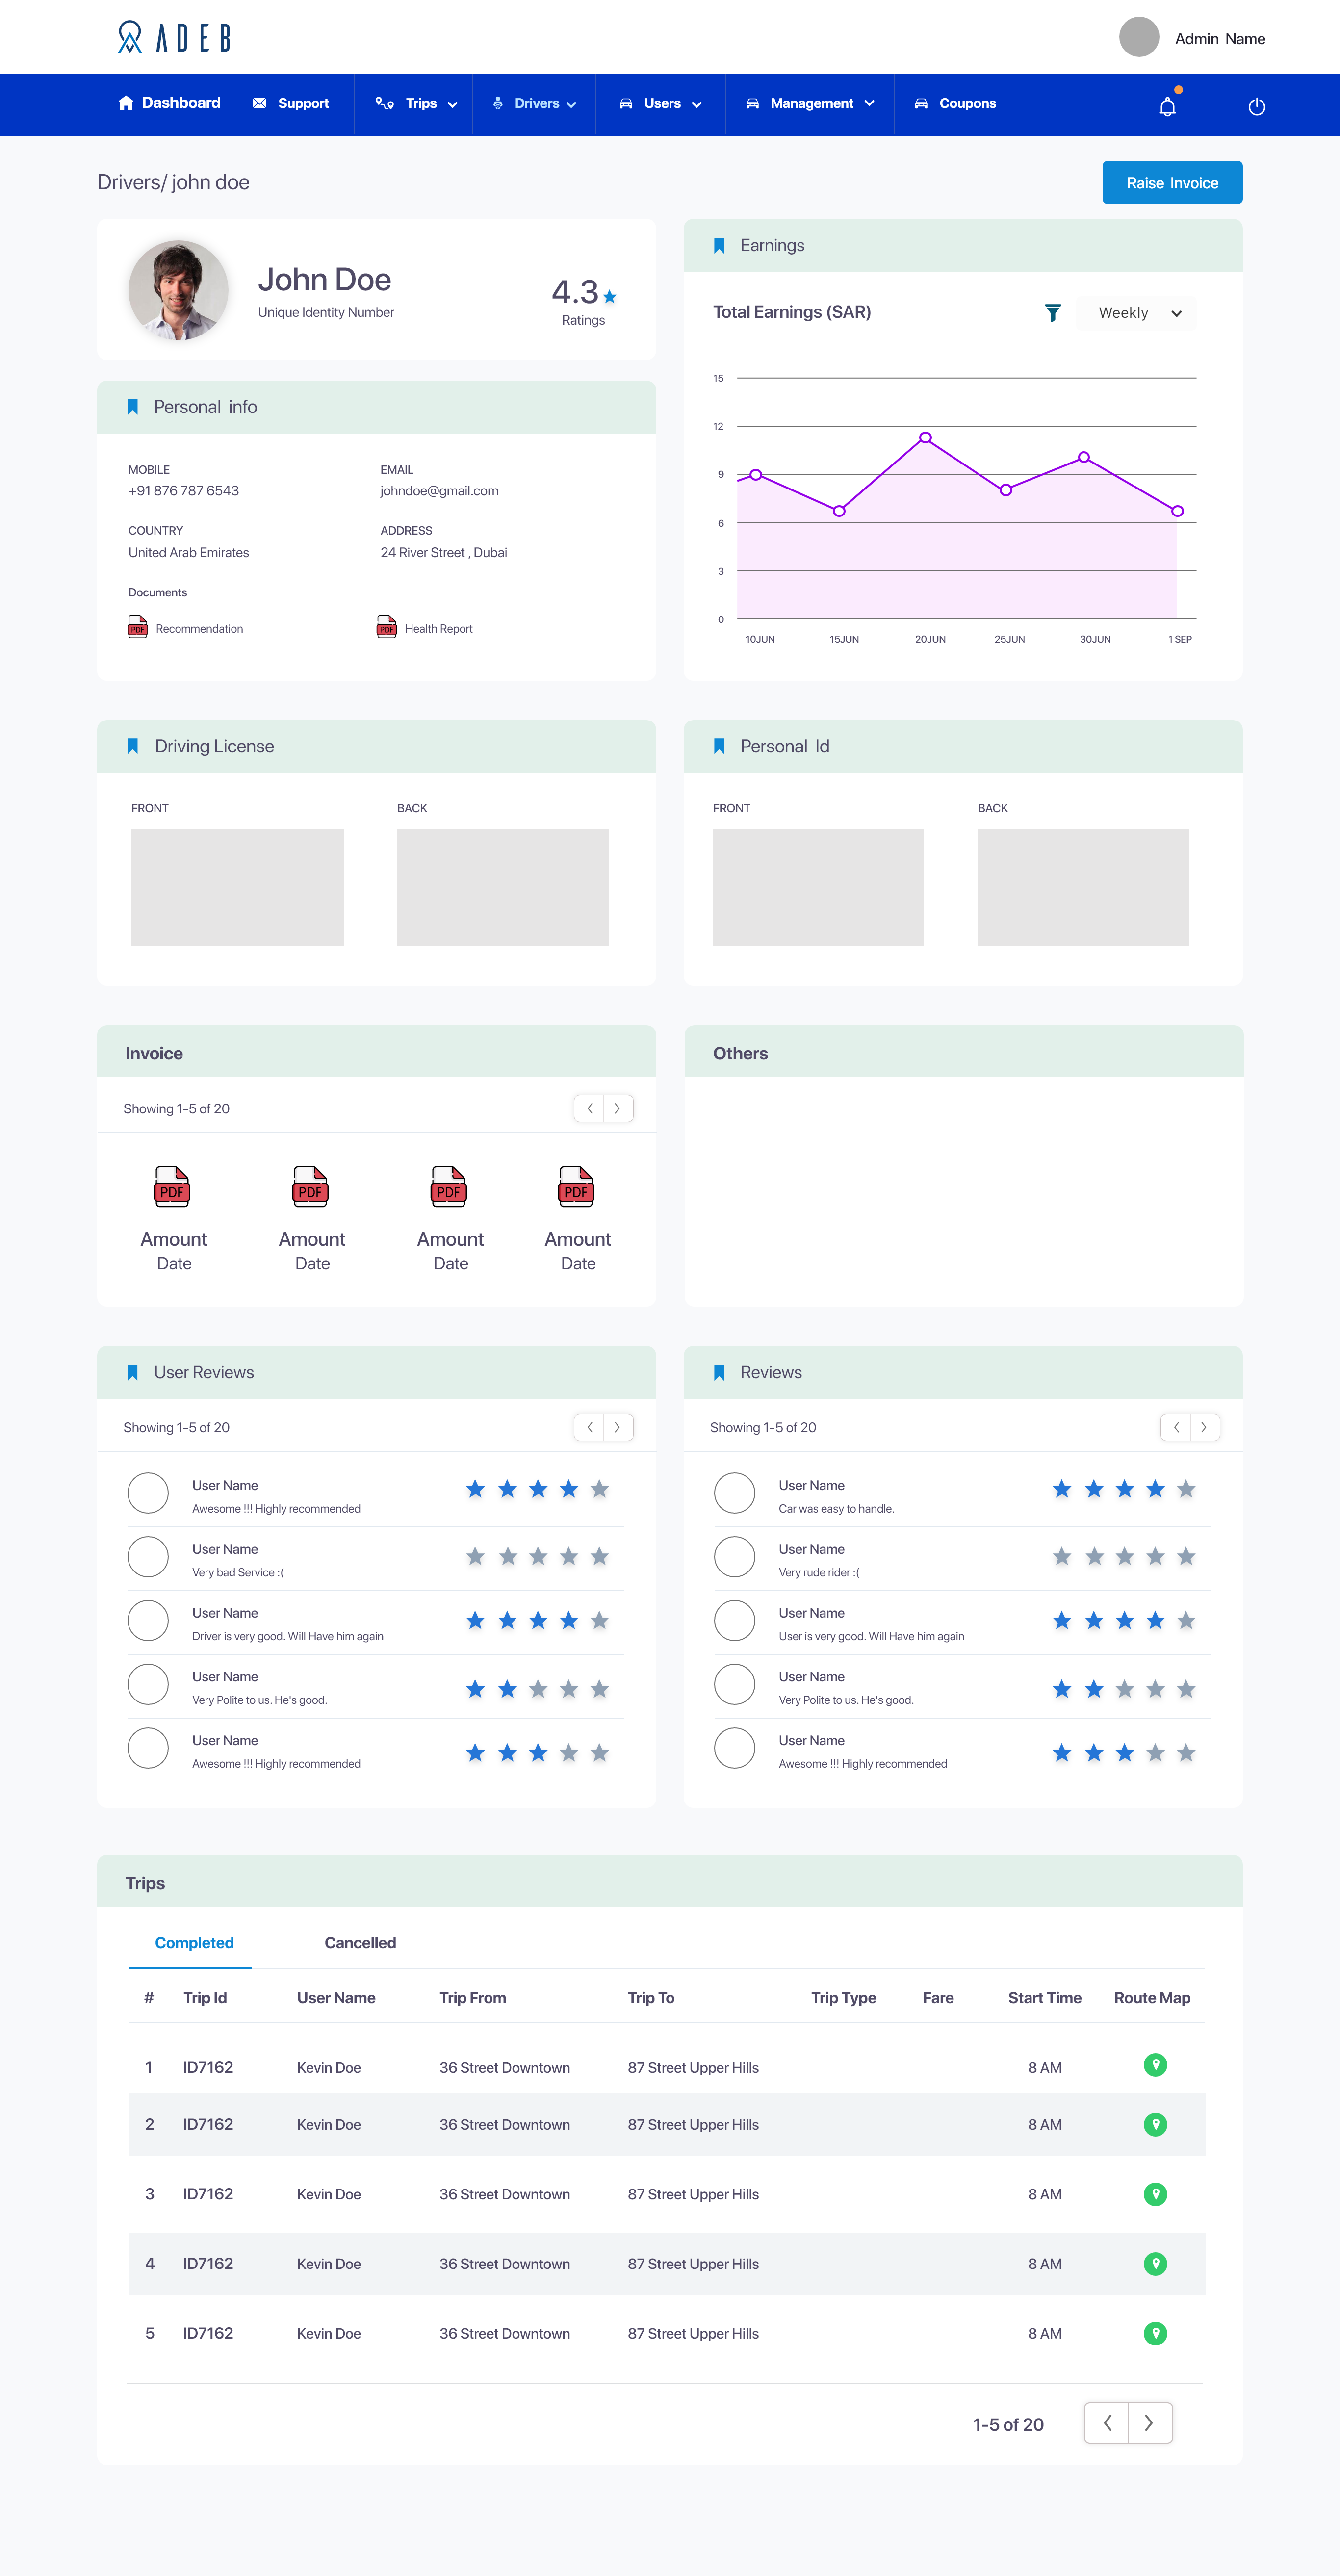 ADEB
Admin Name
Dashboard
Support
Trips
Drivers
Users
Management
Coupons
Drivers/ john doe
Raise Invoice
John Doe
Unique Identity Number
4.3
Ratings
Personal info
MOBILE
EMAIL
+91 876 787 6543
johndoe@gmail.com
COUNTRY
ADDRESS
United Arab Emirates
24 River Street , Dubai
Documents
PDF
Recommendation
PDF
Health Report
Earnings
Total Earnings (SAR)
Weekly
15
12
9
6
3
0
10JUN
15JUN
20JUN
25JUN
30JUN
1 SEP
Driving License
FRONT
BACK
Personal Id
FRONT
BACK
Invoice
Showing 1-5 of 20
PDF
PDF
PDF
PDF
Amount
Amount
Amount
Amount
Date
Date
Date
Date
Others
User Reviews
Showing 1-5 of 20
User Name
Awesome !!! Highly recommended
User Name
Very bad Service :(
User Name
Driver is very good. Will Have him again
User Name
Very Polite to us. He's good.
User Name
Awesome !!! Highly recommended
Reviews
Showing 1-5 of 20
User Name
Car was easy to handle.
User Name
Very rude rider :(
User Name
User is very good. Will Have him again
User Name
Very Polite to us. He's good.
User Name
Awesome !!! Highly recommended
Trips
Completed
Cancelled
# Trip Id User Name Trip From Trip To Trip Type Fare Start Time Route Map
1 ID7162 Kevin Doe 36 Street Downtown 87 Street Upper Hills 8 AM
2 ID7162 Kevin Doe 36 Street Downtown 87 Street Upper Hills 8 AM
3 ID7162 Kevin Doe 36 Street Downtown 87 Street Upper Hills 8 AM
4 ID7162 Kevin Doe 36 Street Downtown 87 Street Upper Hills 8 AM
5 ID7162 Kevin Doe 36 Street Downtown 87 Street Upper Hills 8 AM
1-5 of 20